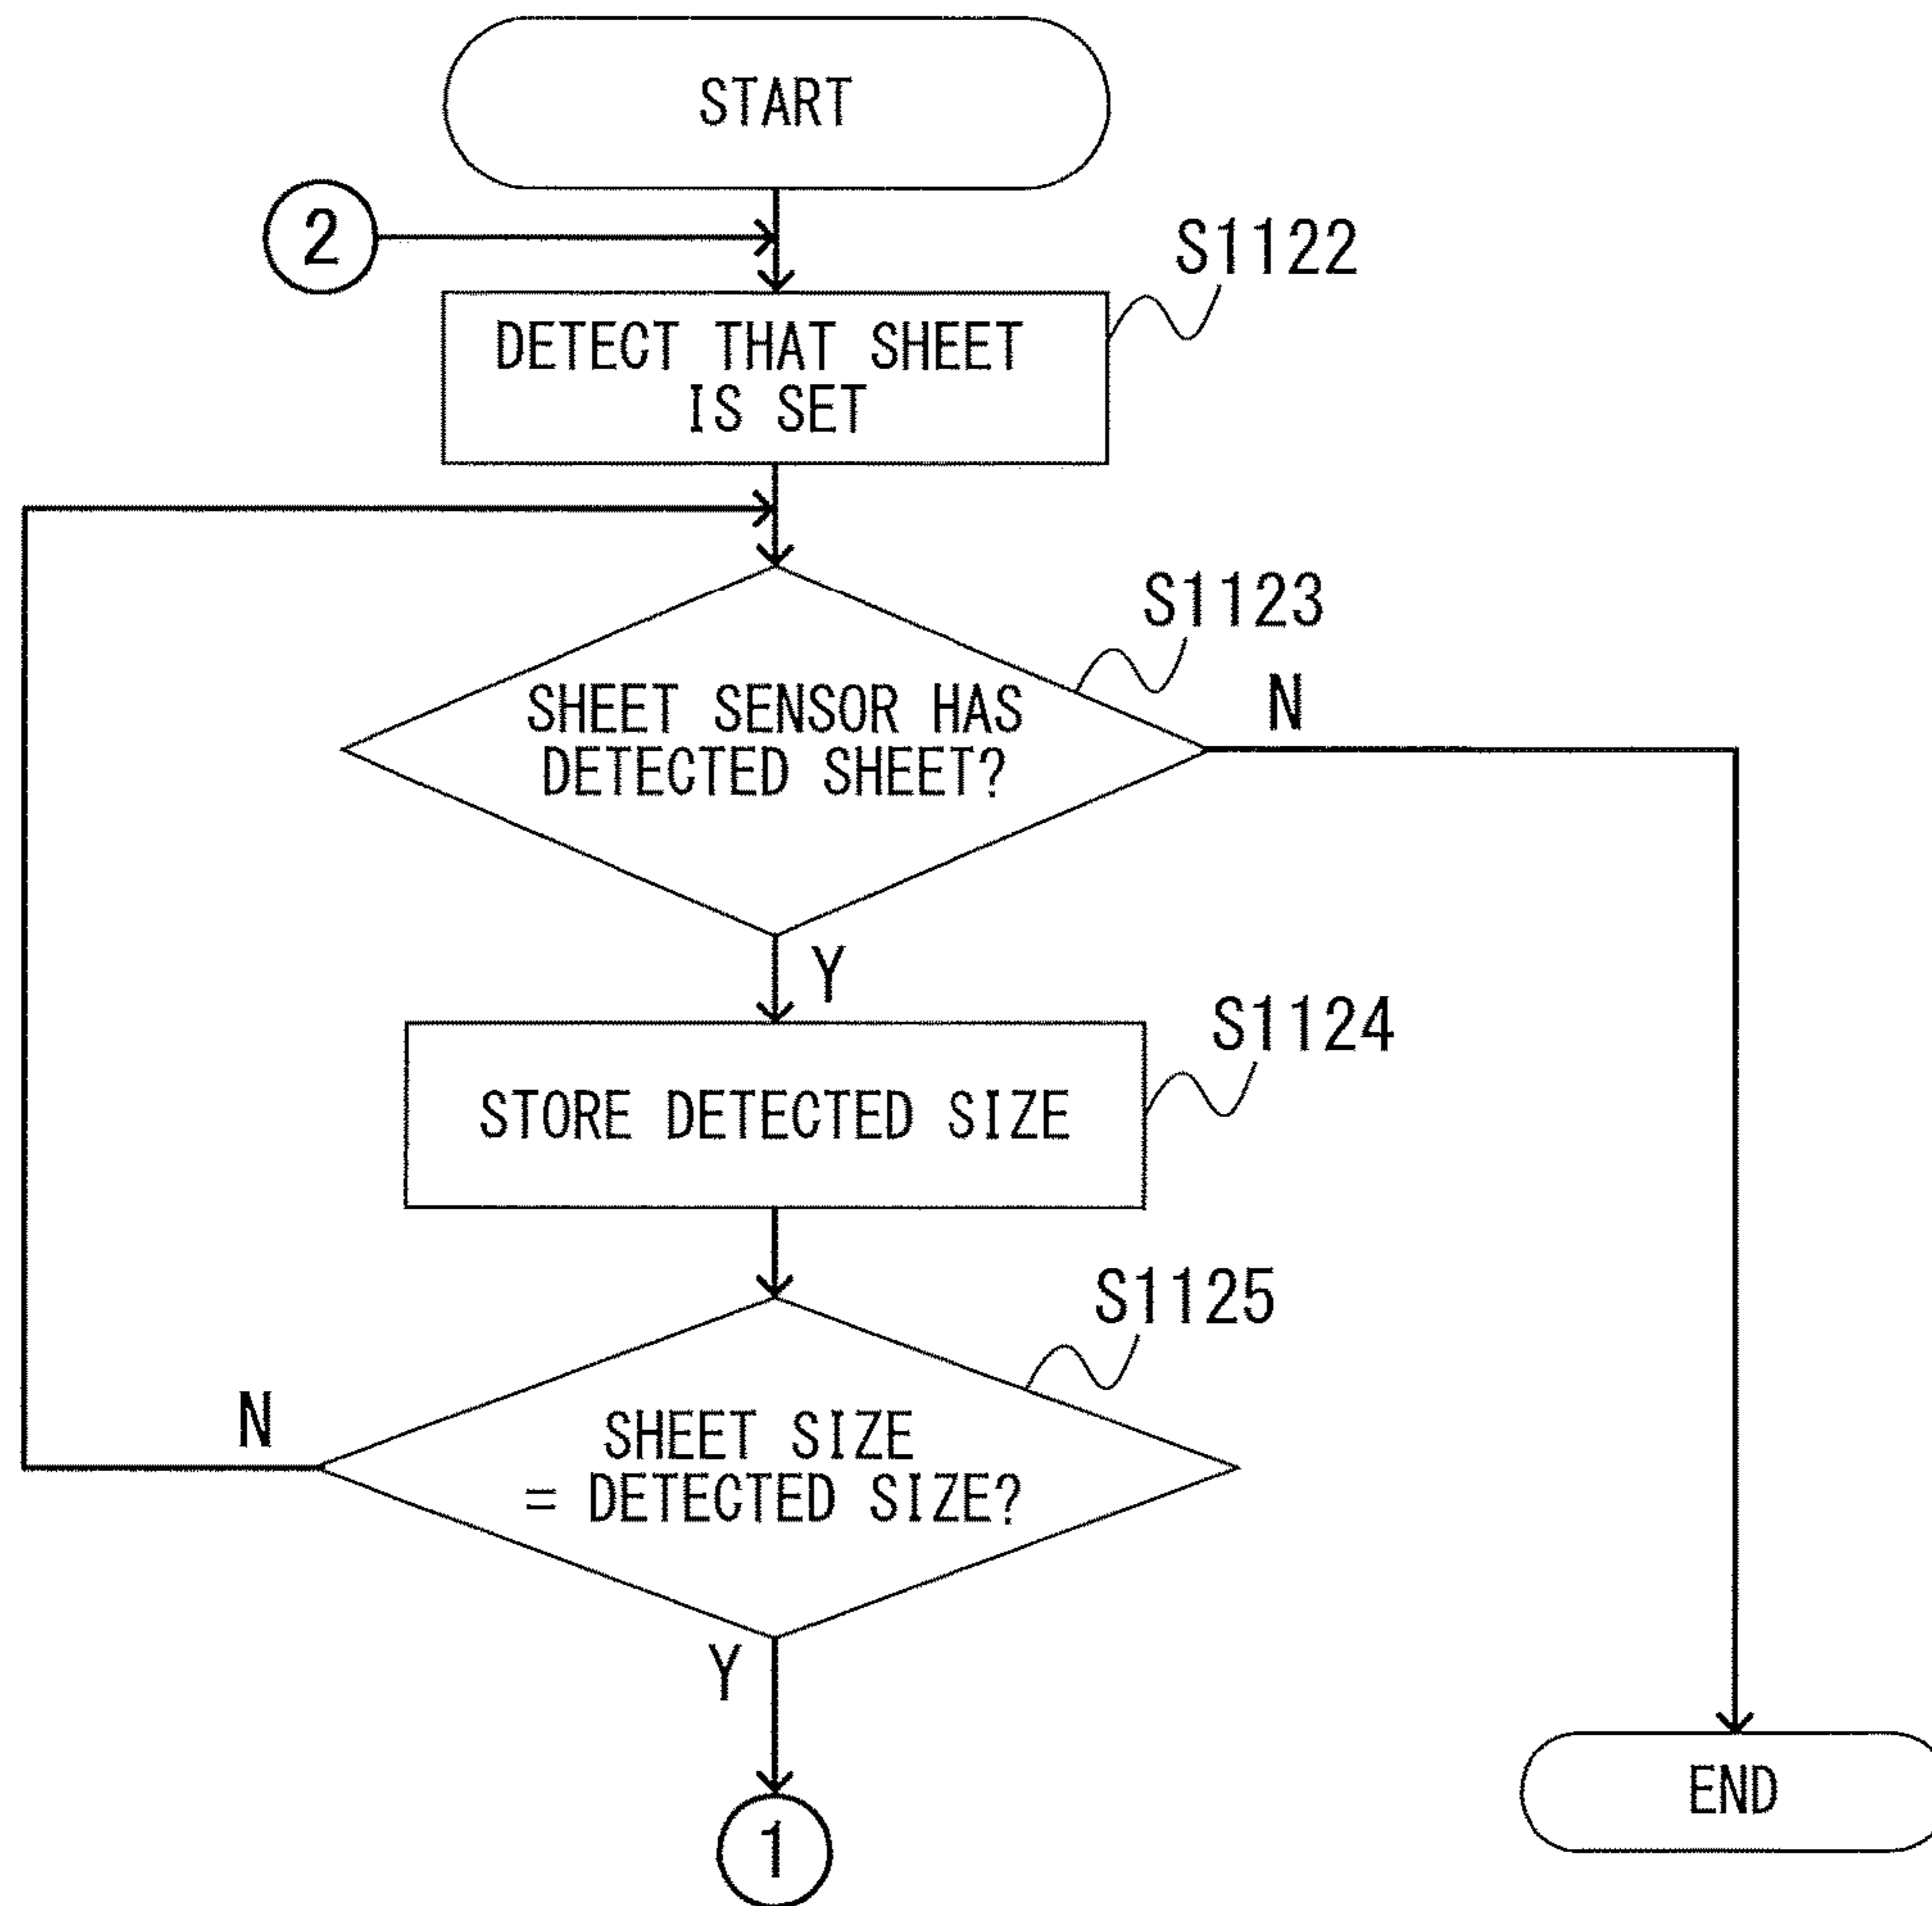 START
2
S1122
DETECT THAT SHEET
IS SET
S1123
SHEET SENSOR HAS
DETECTED SHEET?
N
Y
S1124
STORE DETECTED SIZE
S1125
SHEET SIZE
= DETECTED SIZE?
N
Y
1
END